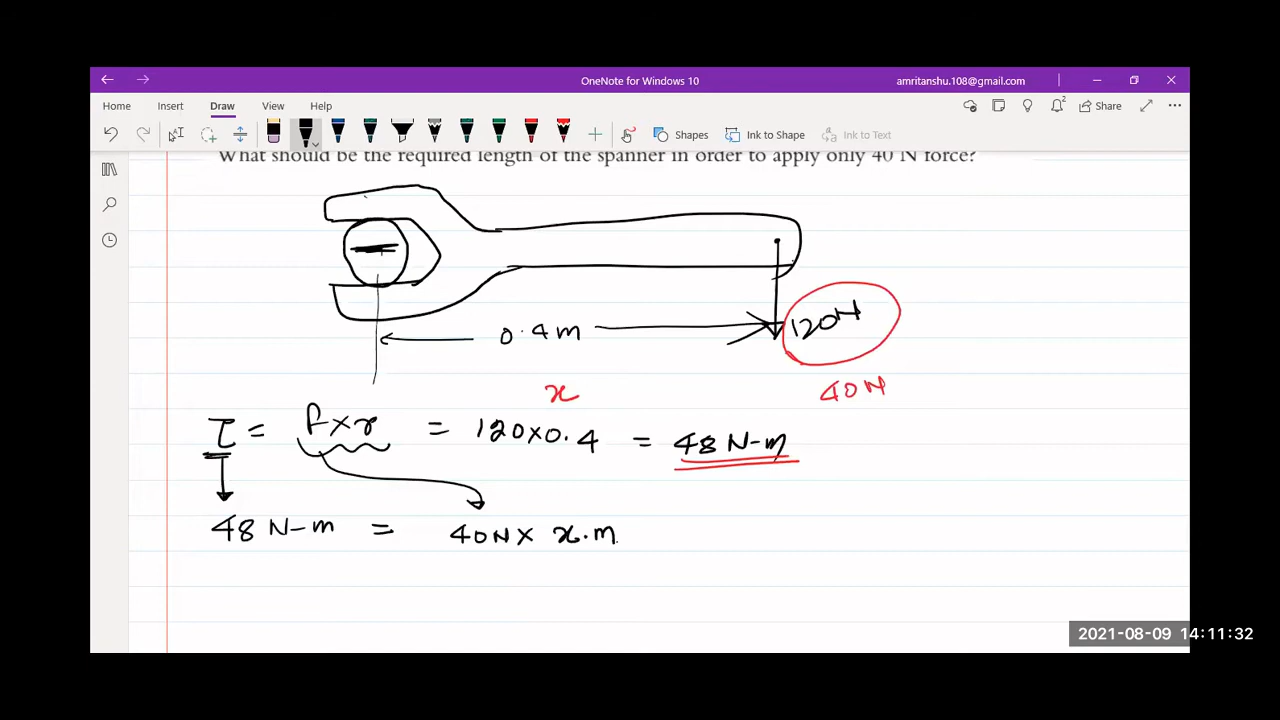 OneNote for Windows 10
amritanshu.108@gmail.com
Home Insert Draw View Help
2 Share
Shapes Ink to Shape Ink to Text
What should be the required length of the spanner in order to apply only 40 N force?
120N
0.4 m
x
40 N
τ = F×r = 120×0.4 = 48 N-m
48 N-m = 40N × x.m
2021-08-09 14:11:32